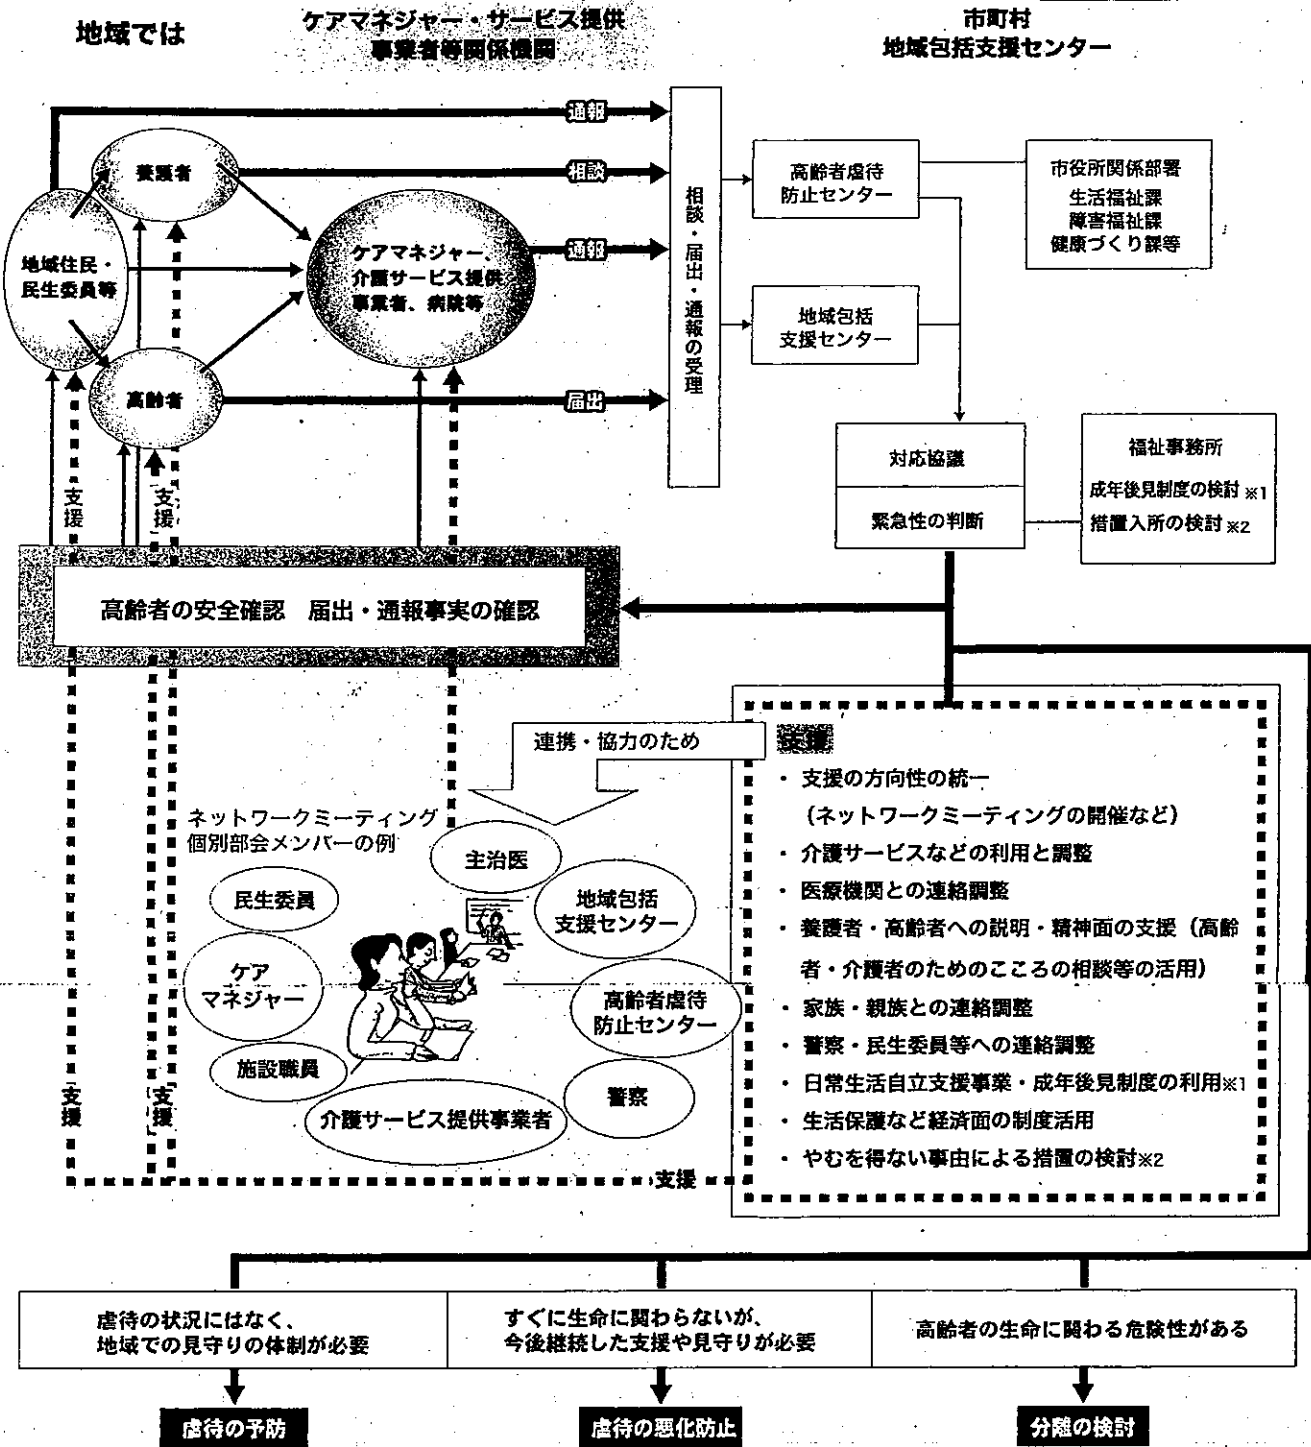 地域では
ケアマネジャー・サービス提供
事業者等関係機関
市町村
地域包括支援センター
通報
養護者
相談
地域住民・
民生委員等
ケアマネジャー、
介護サービス提供
事業者、病院等
通報
高齢者
届出
相談・届出・通報の受理
高齢者虐待
防止センター
市役所関係部署
生活福祉課
障害福祉課
健康づくり課等
地域包括
支援センター
対応協議
緊急性の判断
福祉事務所
成年後見制度の検討※1
措置入所の検討※2
支援
支援
高齢者の安全確認 届出・通報事実の確認
連携・協力のため
ネットワークミーティング
個別部会メンバーの例
主治医
民生委員
地域包括
支援センター
ケア
マネジャー
高齢者虐待
防止センター
施設職員
警察
介護サービス提供事業者
支援
支援
支援
支援
・ 支援の方向性の統一
(ネットワークミーティングの開催など)
・ 介護サービスなどの利用と調整
・ 医療機関との連絡調整
・ 養護者・高齢者への説明・精神面の支援(高齢
者・介護者のためのこころの相談等の活用)
・ 家族・親族との連絡調整
・ 警察・民生委員等への連絡調整
・ 日常生活自立支援事業・成年後見制度の利用※1
・ 生活保護など経済面の制度活用
・ やむを得ない事由による措置の検討※2
虐待の状況にはなく、
地域での見守りの体制が必要
すぐに生命に関わらないが、
今後継続した支援や見守りが必要
高齢者の生命に関わる危険性がある
虐待の予防
虐待の悪化防止
分離の検討